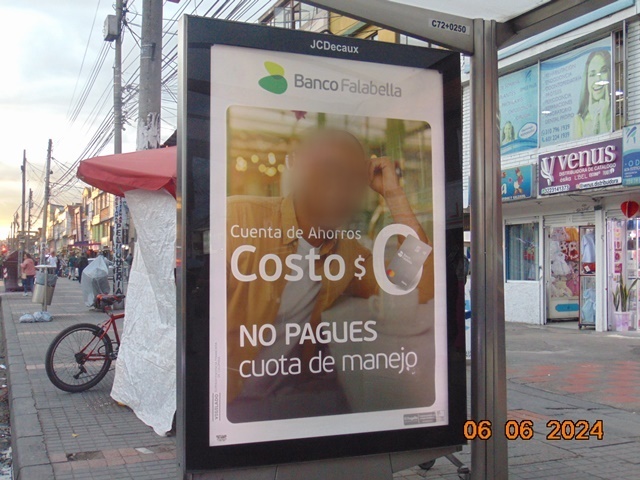 C72+0250
JCDecaux
Banco Falabella
Cuenta de Ahorros
Costo $0
NO PAGUES
cuota de manejo
VENUS
06 06 2024